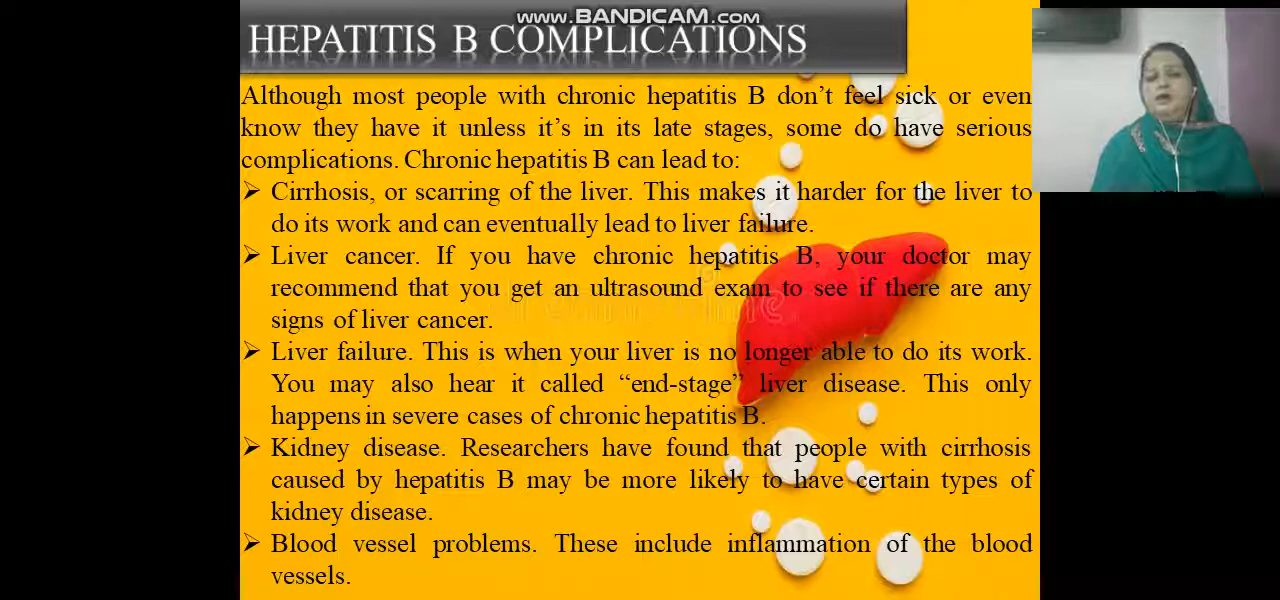 www.BANDICAM.com
HEPATITIS B COMPLICATIONS
Although most people with chronic hepatitis B don’t feel sick or even
know they have it unless it’s in its late stages, some do have serious
complications. Chronic hepatitis B can lead to:
➢ Cirrhosis, or scarring of the liver. This makes it harder for the liver to
do its work and can eventually lead to liver failure.
➢ Liver cancer. If you have chronic hepatitis B, your doctor may
recommend that you get an ultrasound exam to see if there are any
signs of liver cancer.
➢ Liver failure. This is when your liver is no longer able to do its work.
You may also hear it called “end-stage” liver disease. This only
happens in severe cases of chronic hepatitis B.
➢ Kidney disease. Researchers have found that people with cirrhosis
caused by hepatitis B may be more likely to have certain types of
kidney disease.
➢ Blood vessel problems. These include inflammation of the blood
vessels.